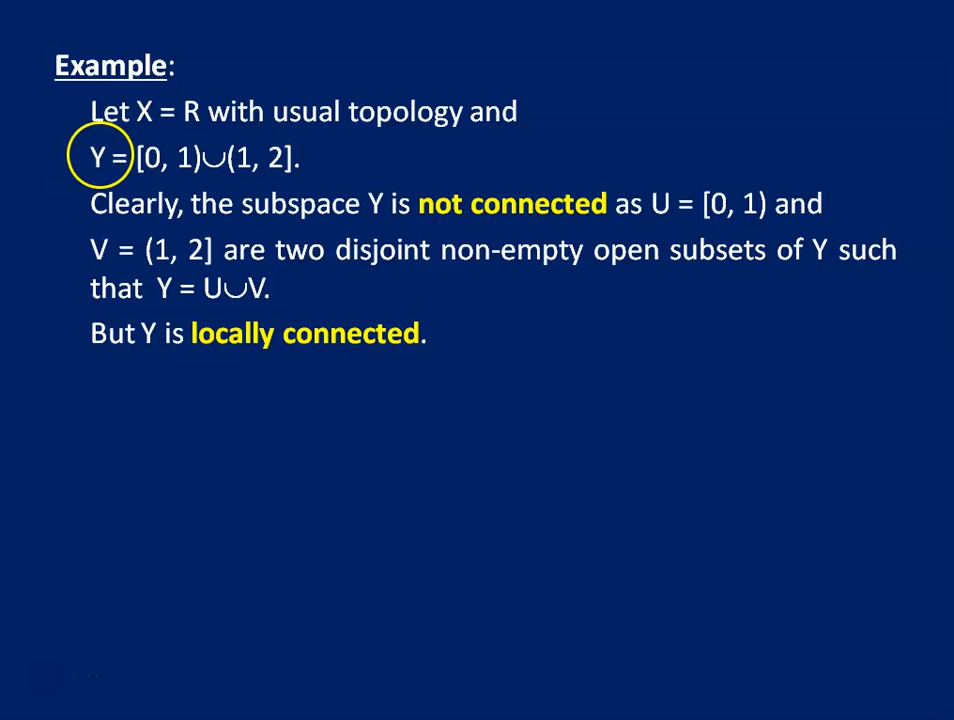 Example:
Let X = R with usual topology and
Y = [0, 1)∪(1, 2].
Clearly, the subspace Y is not connected as U = [0, 1) and
V = (1, 2] are two disjoint non-empty open subsets of Y such
that Y = U∪V.
But Y is locally connected.